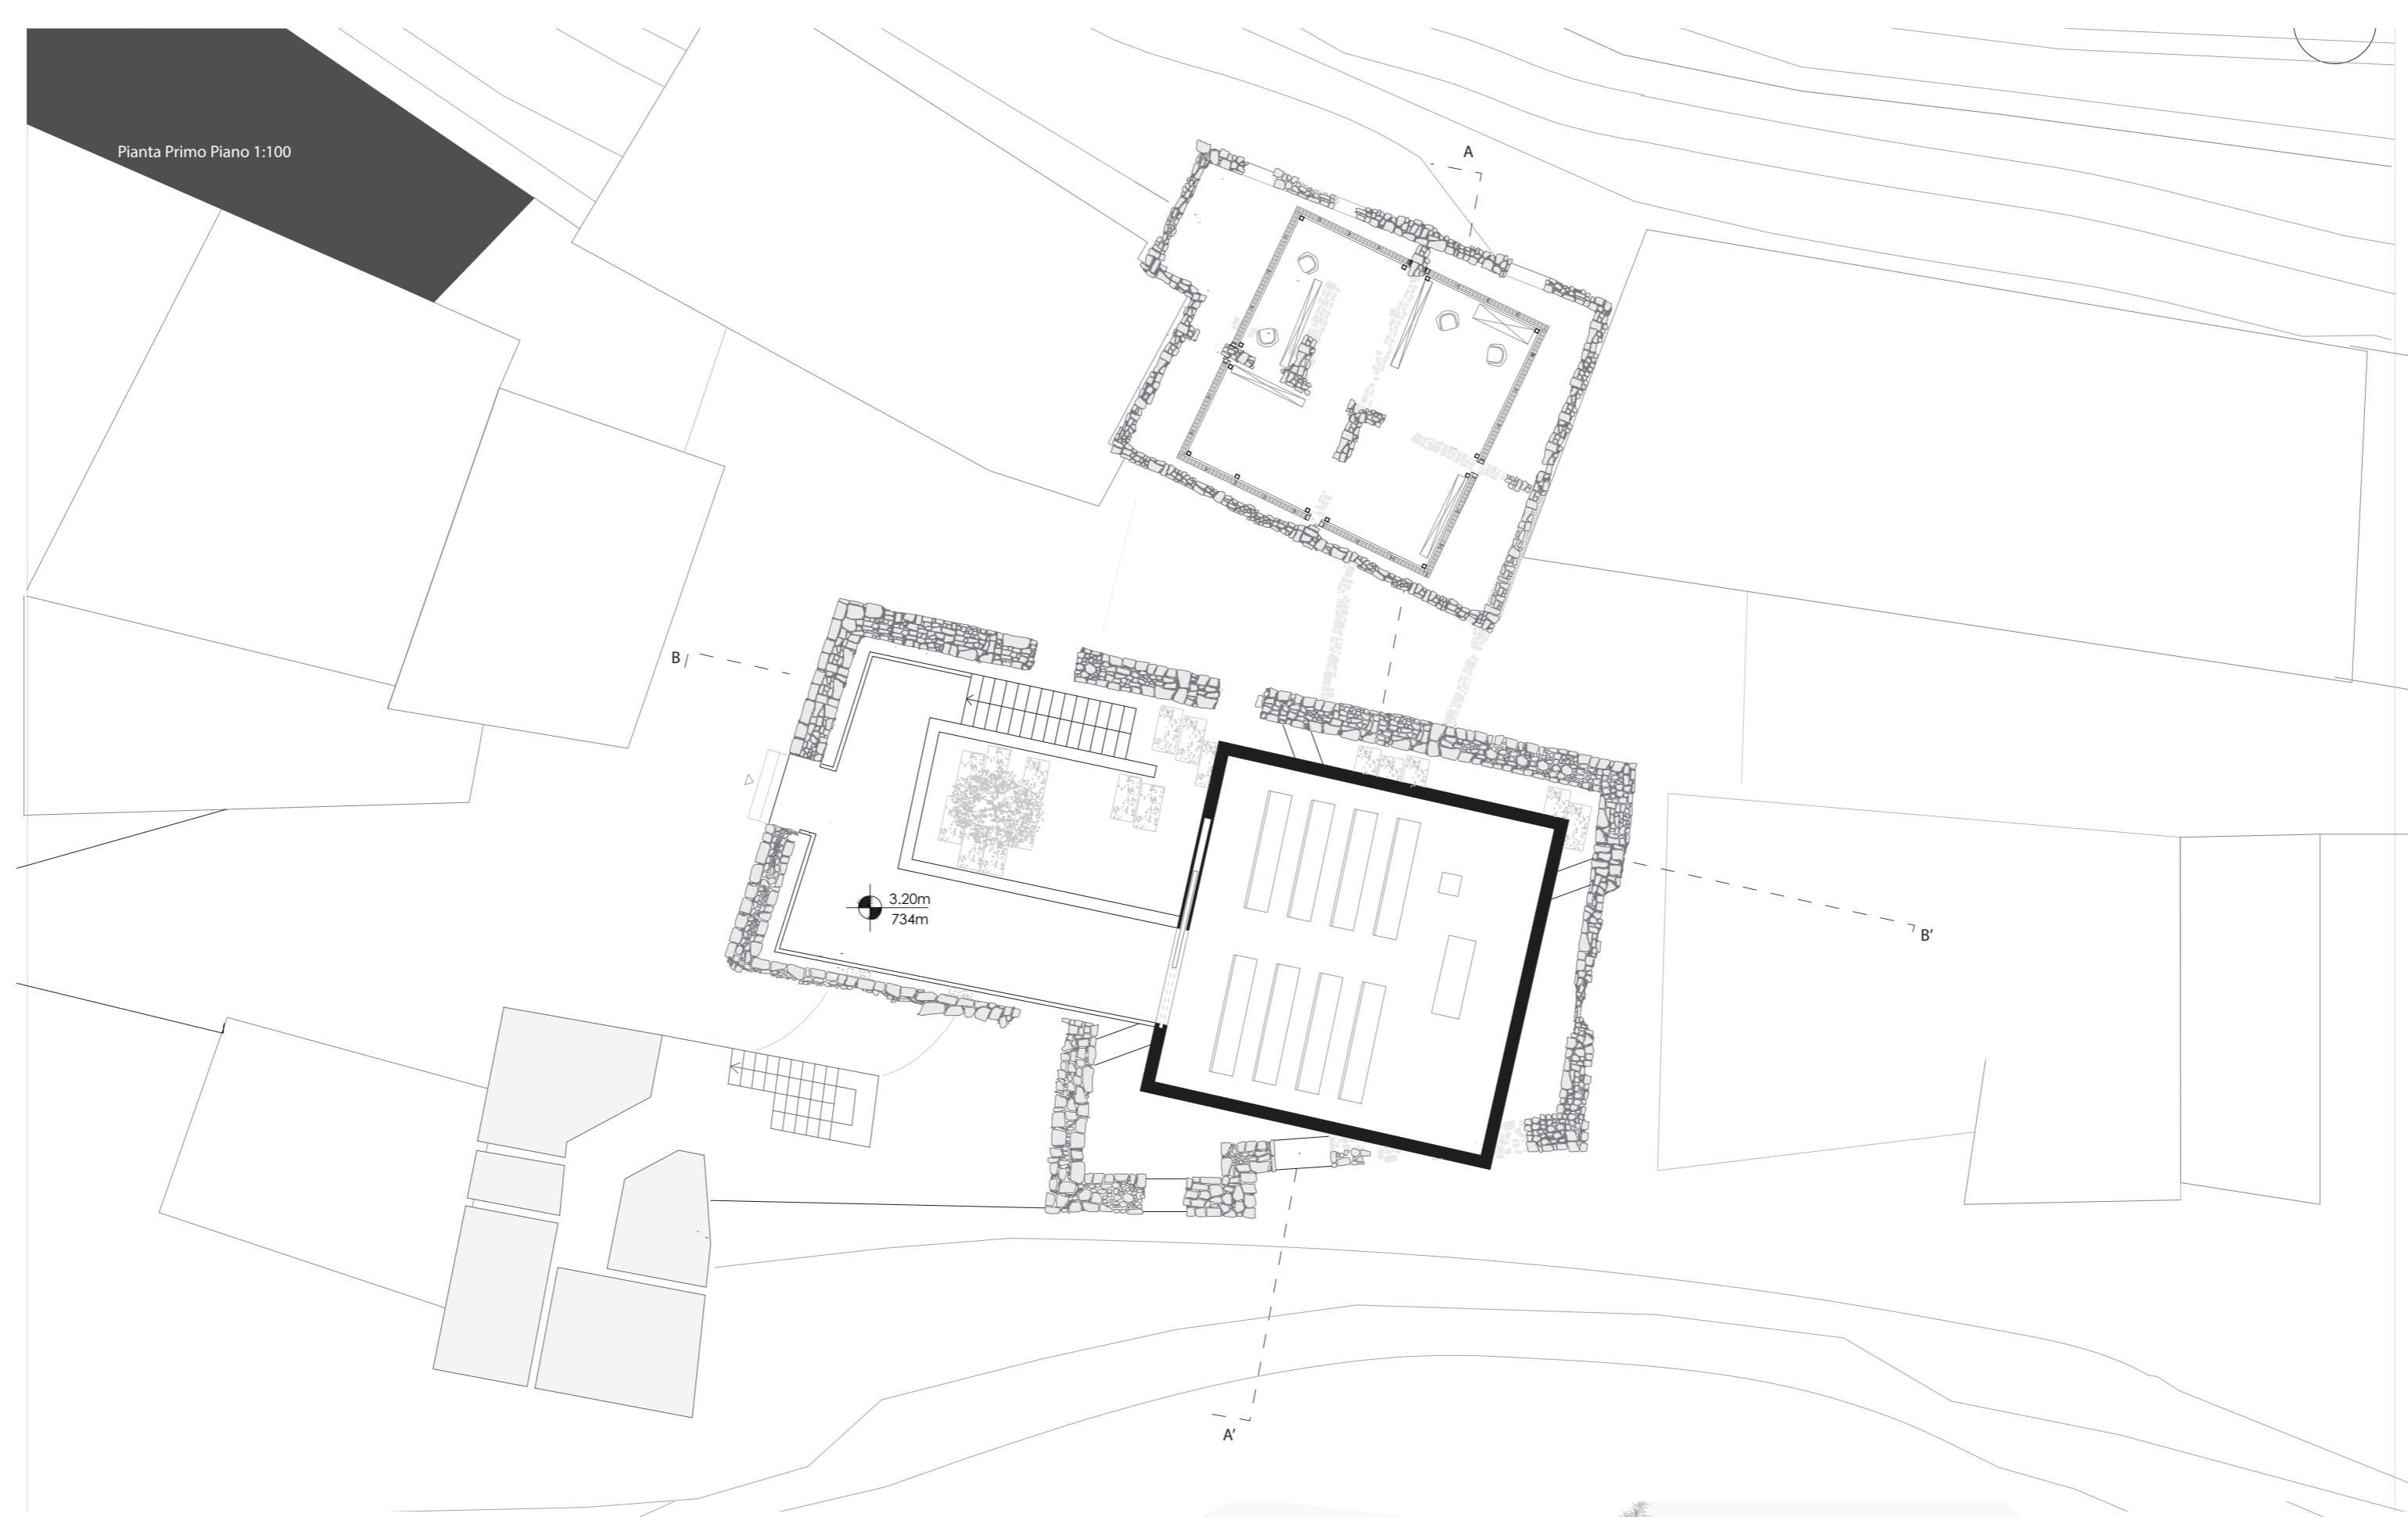 Pianta Primo Piano 1:100
A
B
3.20m
734m
B’
A’